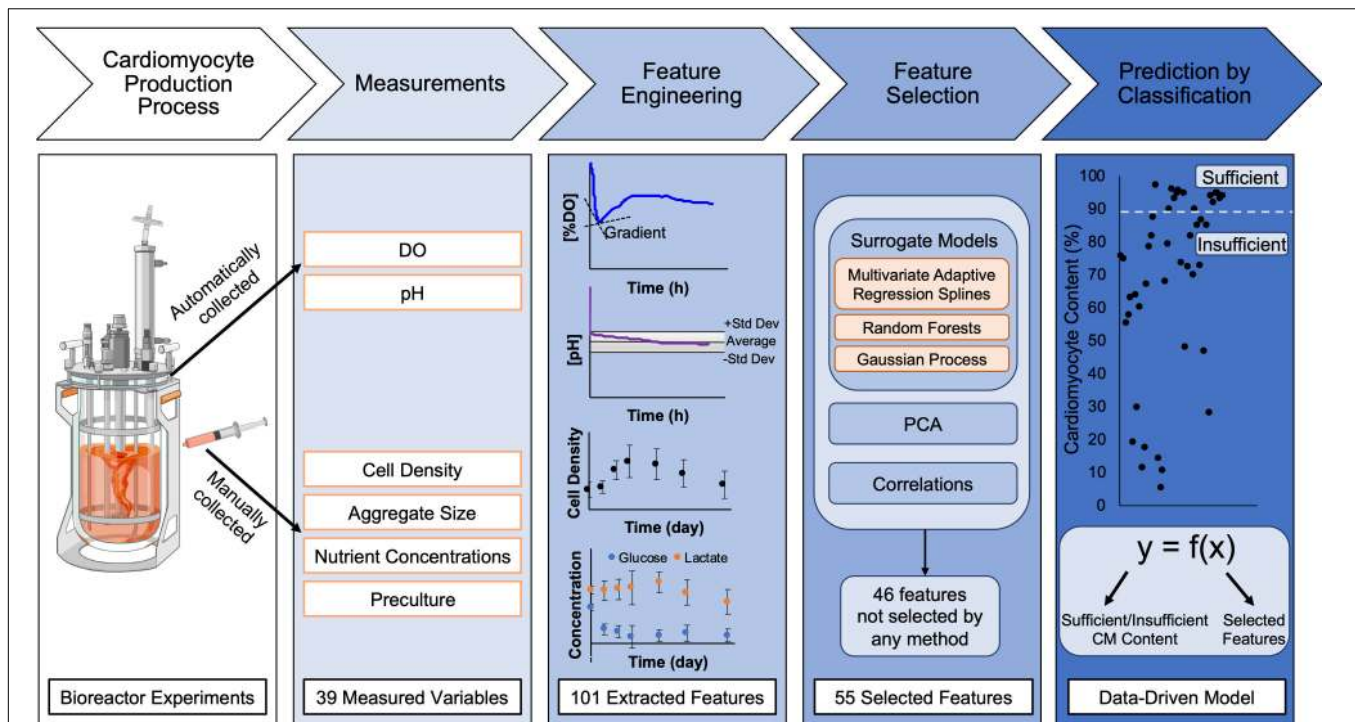 Cardiomyocyte
Production
Process
Measurements
Feature
Engineering
Feature
Selection
Prediction by
Classification
Automatically
collected
Manually
collected
Bioreactor Experiments
DO
pH
Cell Density
Aggregate Size
Nutrient Concentrations
Preculture
39 Measured Variables
[%DO]
Gradient
Time (h)
[pH]
+Std Dev
Average
-Std Dev
Time (h)
Cell Density
Time (day)
Concentration
Glucose Lactate
Time (day)
101 Extracted Features
Surrogate Models
Multivariate Adaptive
Regression Splines
Random Forests
Gaussian Process
PCA
Correlations
46 features
not selected by
any method
55 Selected Features
Cardiomyocyte Content (%)
100
90
80
70
60
50
40
30
20
10
0
Sufficient
Insufficient
y = f(x)
Sufficient/Insufficient
CM Content
Selected
Features
Data-Driven Model